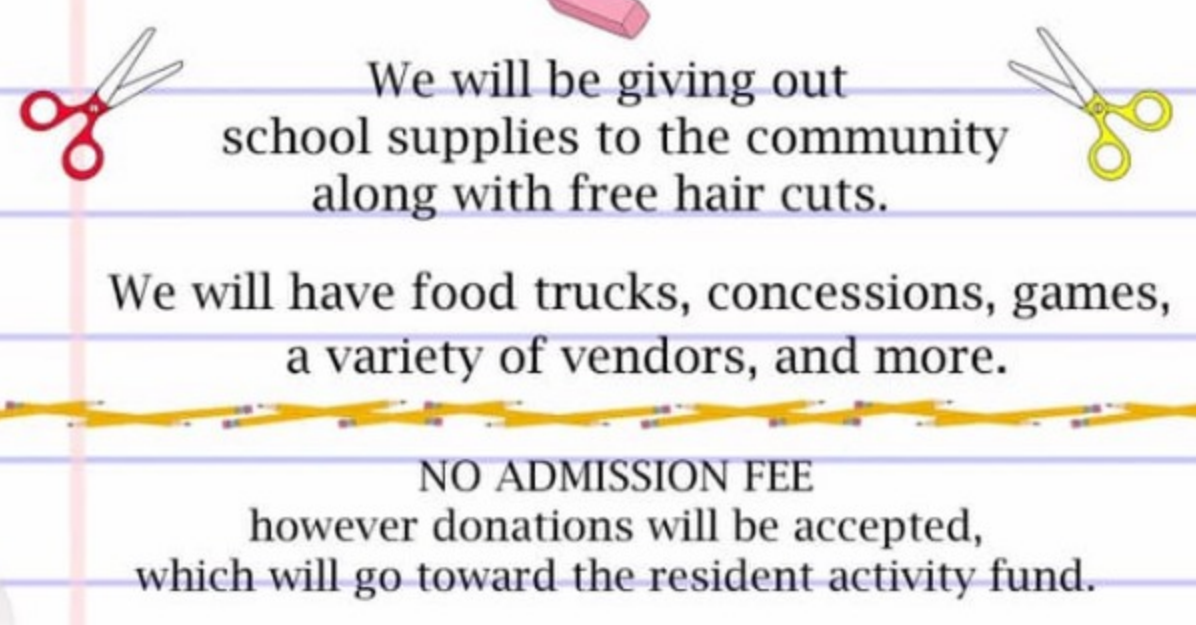 We will be giving out
school supplies to the community
along with free hair cuts.
We will have food trucks, concessions, games,
a variety of vendors, and more.
NO ADMISSION FEE
however donations will be accepted,
which will go toward the resident activity fund.